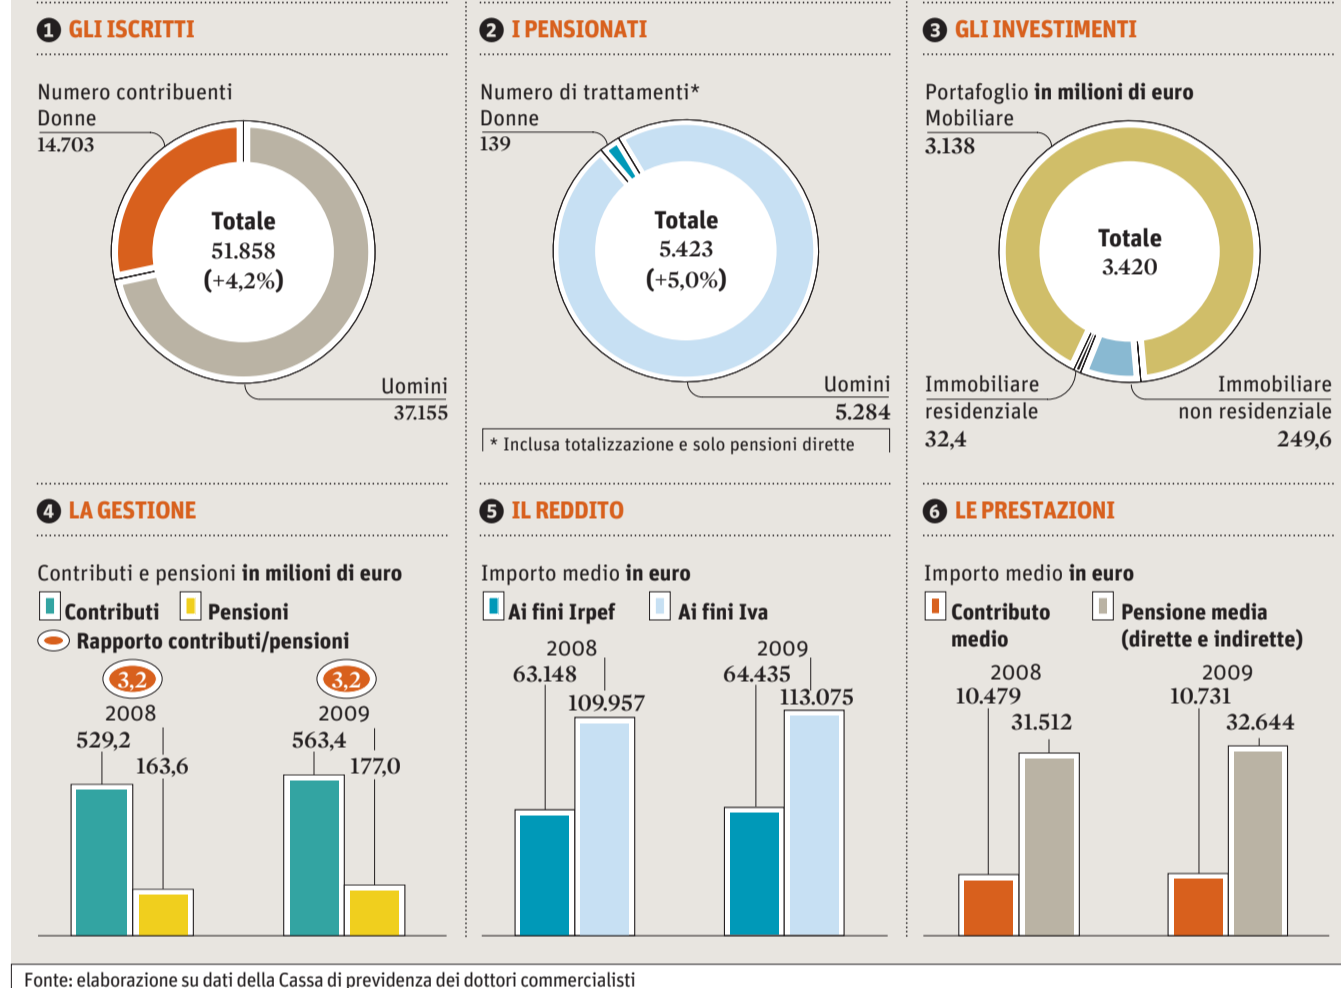 1 GLI ISCRITTI
Numero contribuenti
Donne
14.703
Totale
51.858
(+4,2%)
Uomini
37.155
2 I PENSIONATI
Numero di trattamenti*
Donne
139
Totale
5.423
(+5,0%)
Uomini
5.284
* Inclusa totalizzazione e solo pensioni dirette
3 GLI INVESTIMENTI
Portafoglio in milioni di euro
Mobiliare
3.138
Totale
3.420
Immobiliare
residenziale
32,4
Immobiliare
non residenziale
249,6
4 LA GESTIONE
Contributi e pensioni in milioni di euro
Contributi Pensioni
Rapporto contributi/pensioni
3,2
2008
529,2
163,6
3,2
2009
563,4
177,0
5 IL REDDITO
Importo medio in euro
Ai fini Irpef Ai fini Iva
2008
63.148
109.957
2009
64.435
113.075
6 LE PRESTAZIONI
Importo medio in euro
Contributo
medio
Pensione media
(dirette e indirette)
2008
10.479
31.512
2009
10.731
32.644
Fonte: elaborazione su dati della Cassa di previdenza dei dottori commercialisti